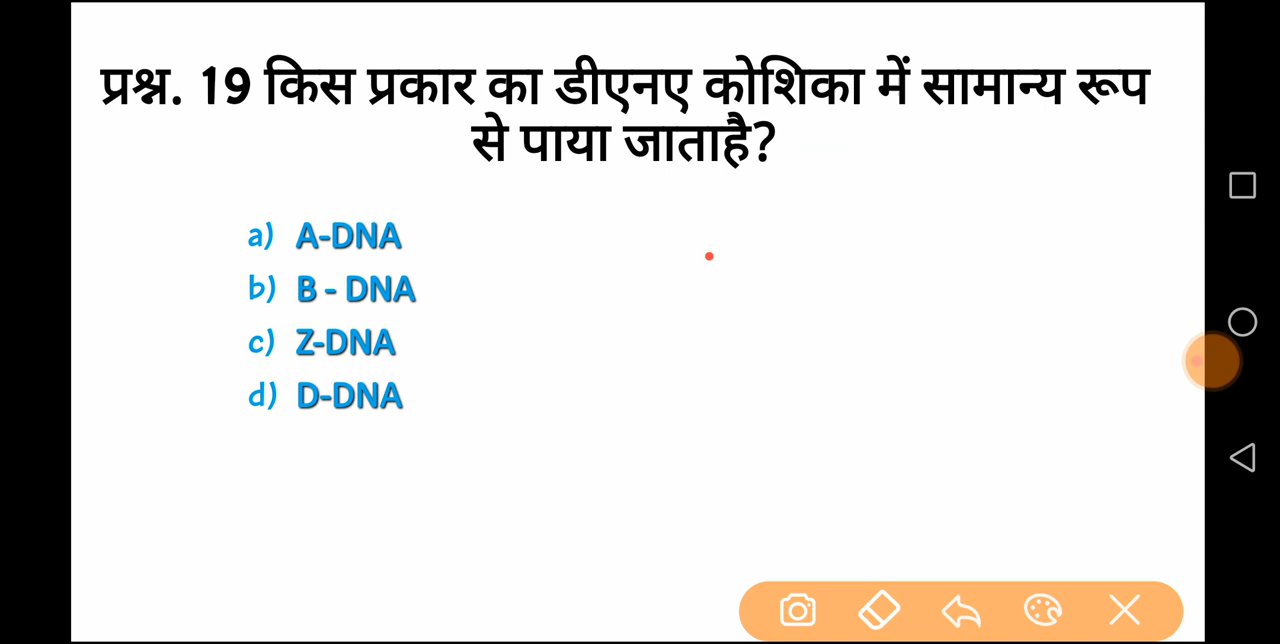 प्रश्न. 19 किस प्रकार का डीएनए कोशिका में सामान्य रूप
से पाया जाताहै?
a) A-DNA
b) B - DNA
c) Z-DNA
d) D-DNA